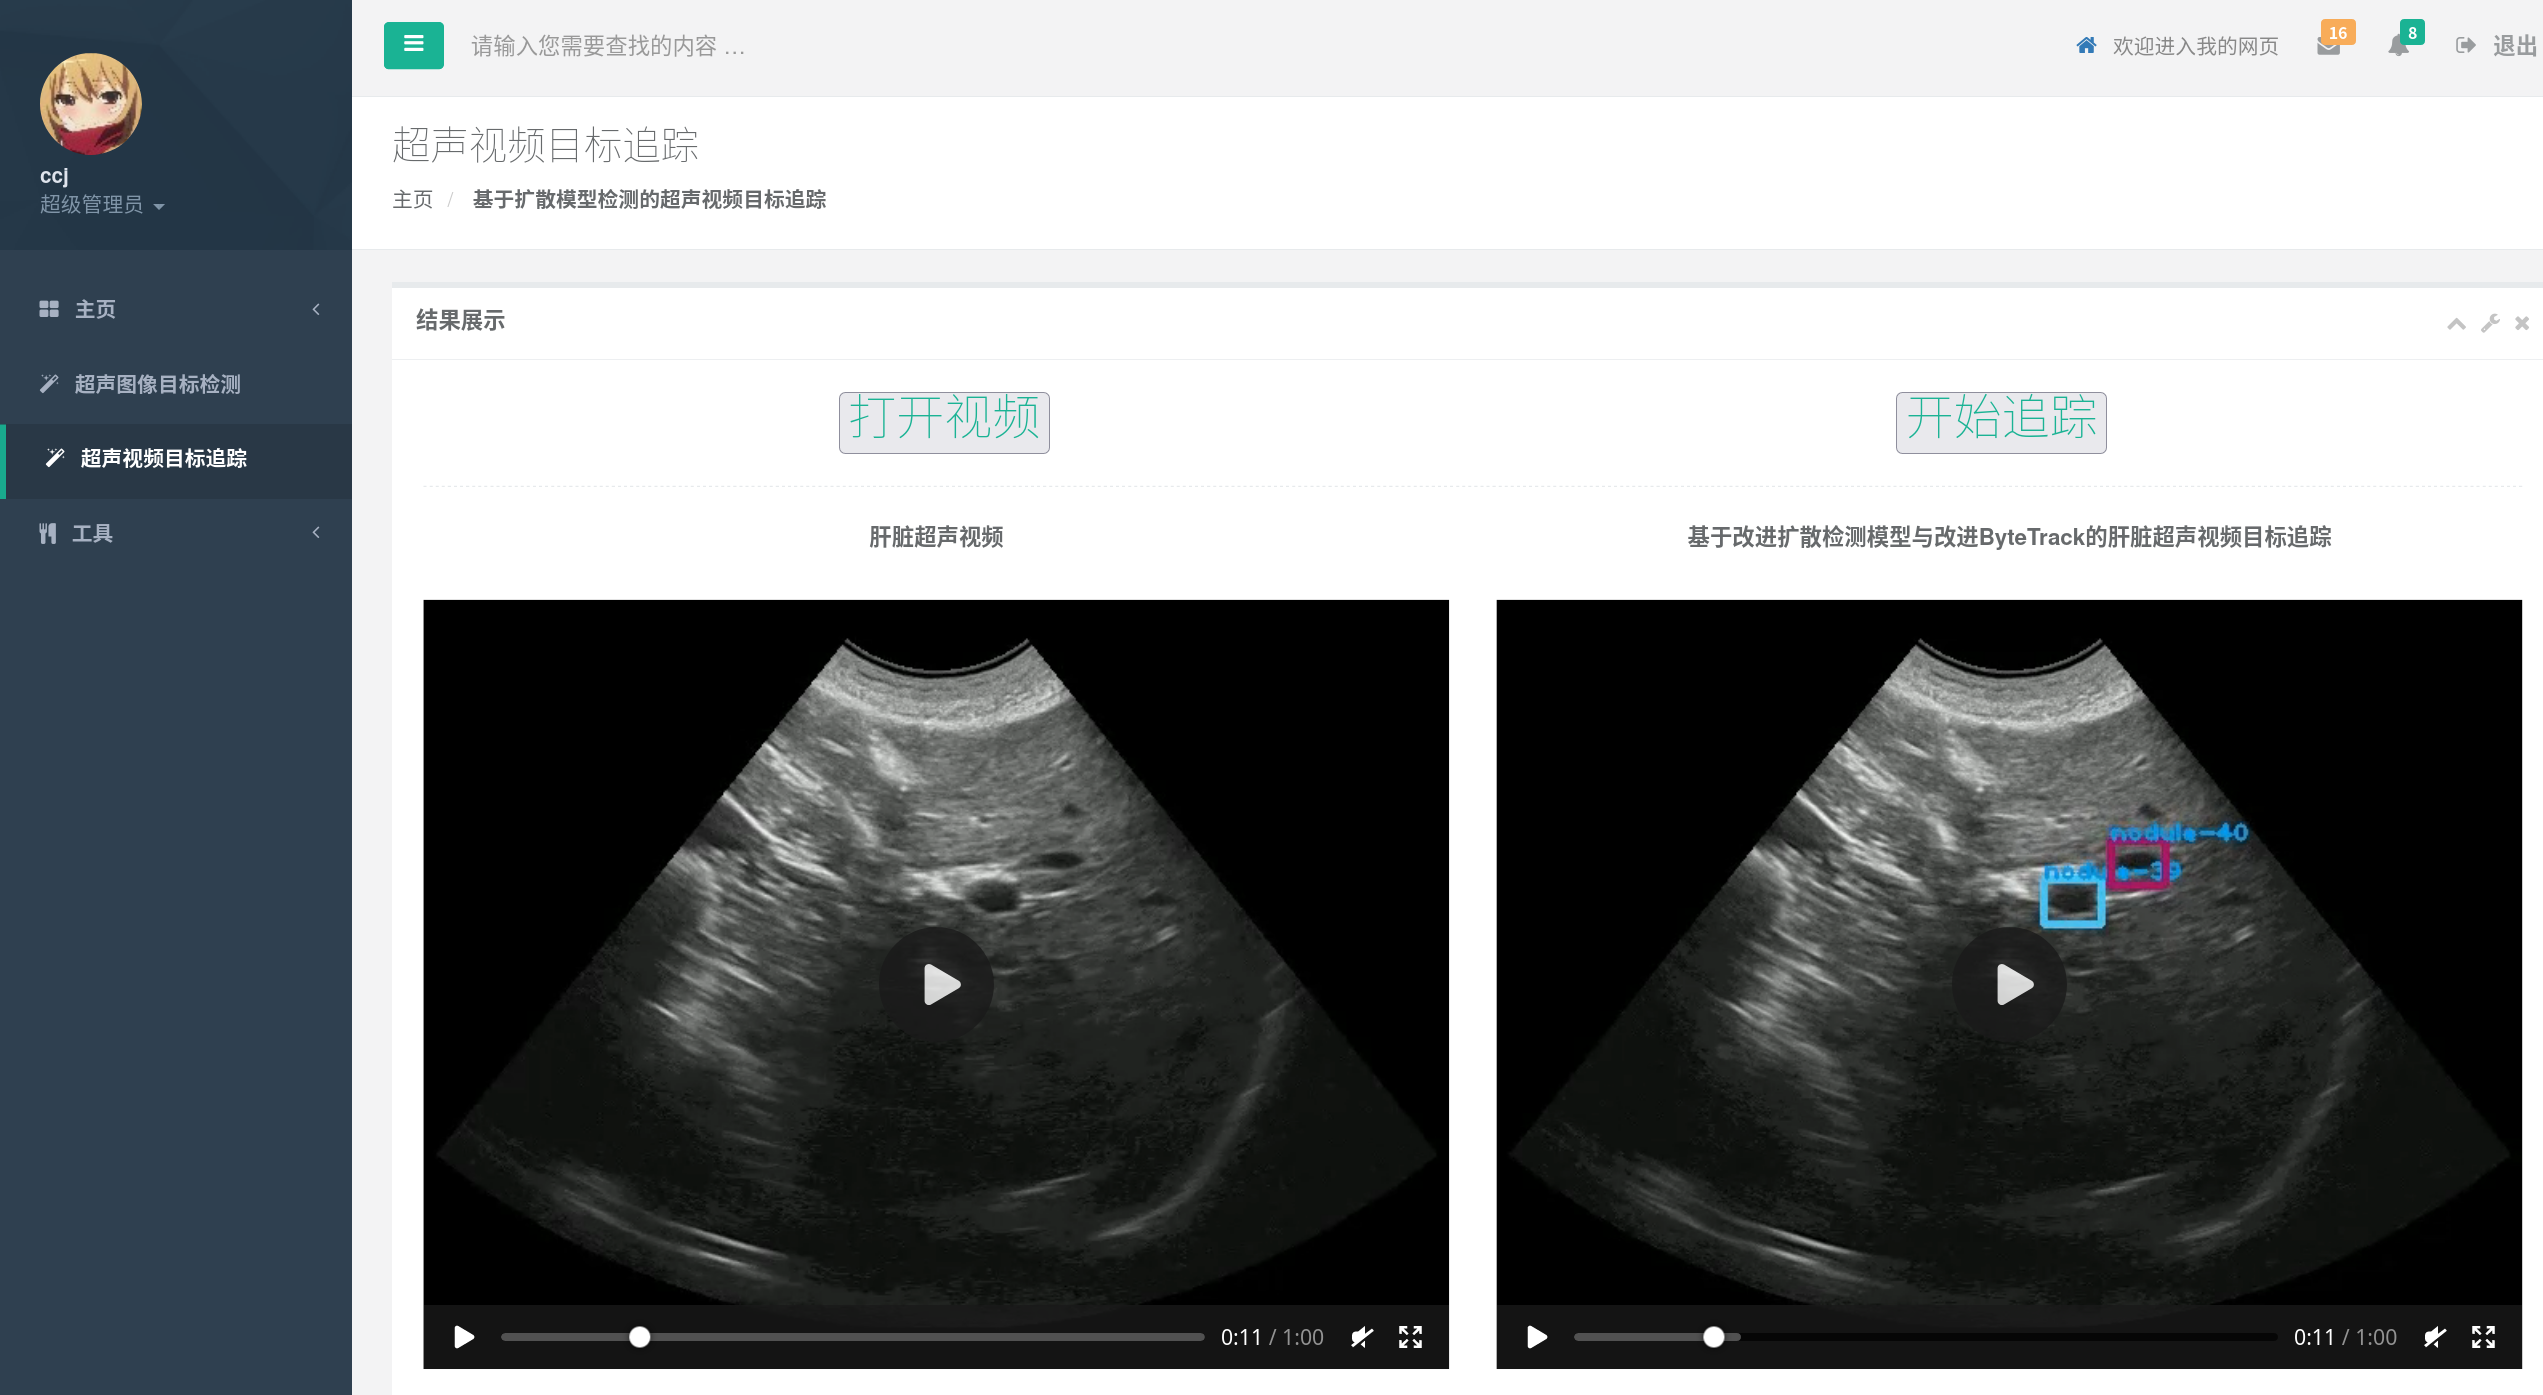 ccj
超级管理员
主页
超声图像目标检测
超声视频目标追踪
工具
请输入您需要查找的内容 …
欢迎进入我的网页
16
8
退出
超声视频目标追踪
主页 / 基于扩散模型检测的超声视频目标追踪
结果展示
打开视频
开始追踪
肝脏超声视频
基于改进扩散检测模型与改进ByteTrack的肝脏超声视频目标追踪
nodule-40
nodule-39
0:11 / 1:00
0:11 / 1:00